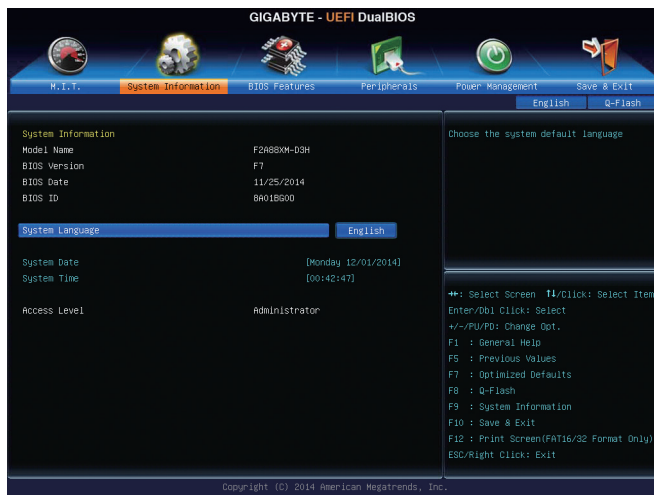 GIGABYTE - UEFI DualBIOS
M.I.T. System Information BIOS Features Peripherals Power Management Save & Exit
English Q-Flash
System Information
Model Name F2A88XM-D3H
BIOS Version F7
BIOS Date 11/25/2014
BIOS ID 8A01BG00
System Language English
System Date [Monday 12/01/2014]
System Time [00:42:47]
Access Level Administrator
Choose the system default language
→←: Select Screen ↑↓/Click: Select Item
Enter/Dbl Click: Select
+/-/PU/PD: Change Opt.
F1 : General Help
F5 : Previous Values
F7 : Optimized Defaults
F8 : Q-Flash
F9 : System Information
F10 : Save & Exit
F12 : Print Screen(FAT16/32 Format Only)
ESC/Right Click: Exit
Copyright (C) 2014 American Megatrends, Inc.